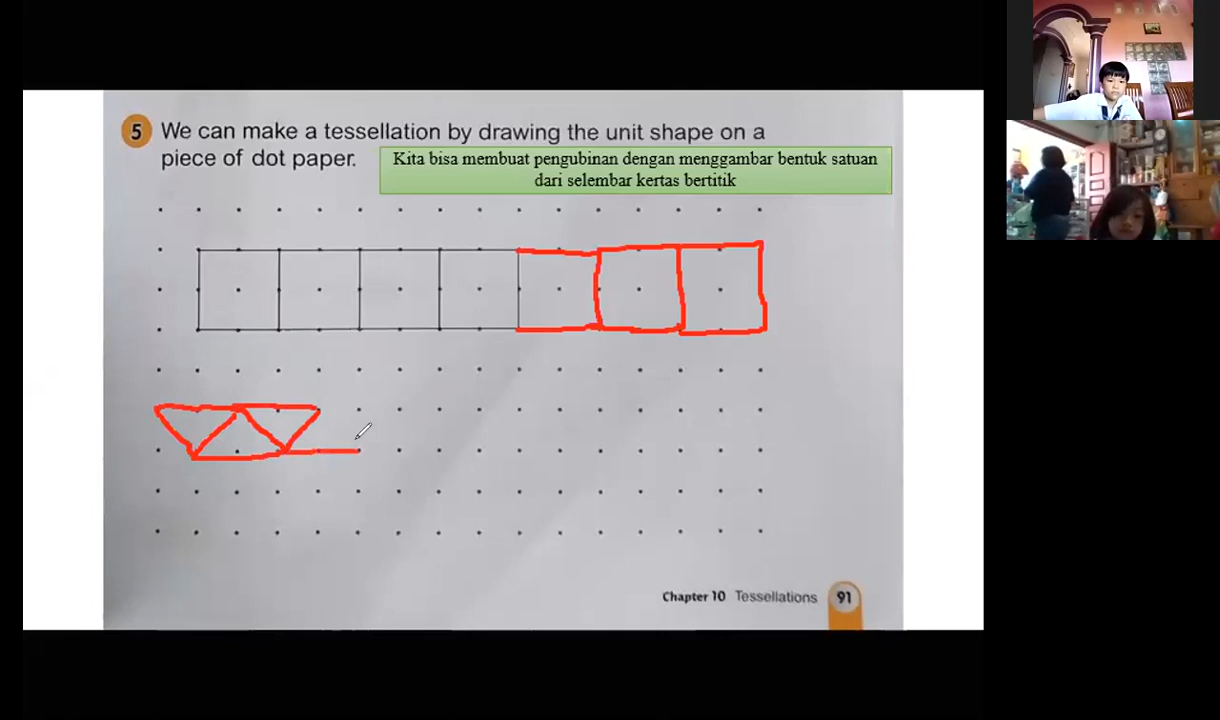 5 We can make a tessellation by drawing the unit shape on a
piece of dot paper.
Kita bisa membuat pengubinan dengan menggambar bentuk satuan
dari selembar kertas bertitik
Chapter 10 Tessellations 91